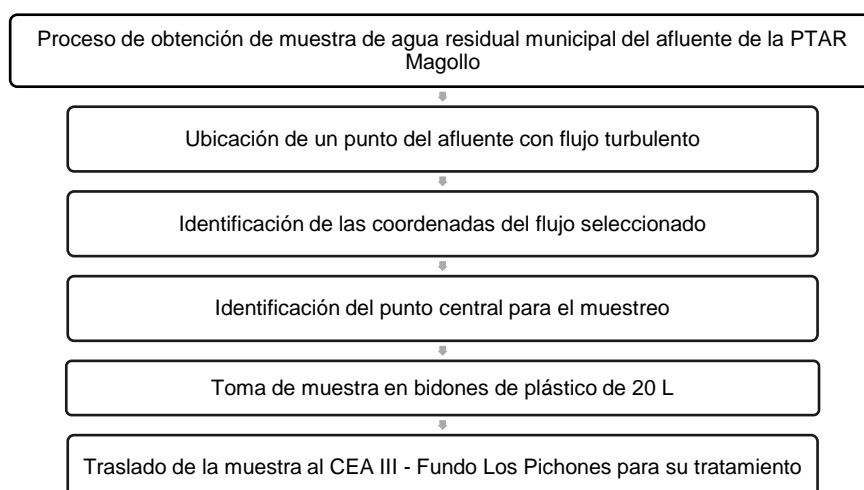 Proceso de obtención de muestra de agua residual municipal del afluente de la PTAR
Magollo
Ubicación de un punto del afluente con flujo turbulento
Identificación de las coordenadas del flujo seleccionado
Identificación del punto central para el muestreo
Toma de muestra en bidones de plástico de 20 L
Traslado de la muestra al CEA III - Fundo Los Pichones para su tratamiento